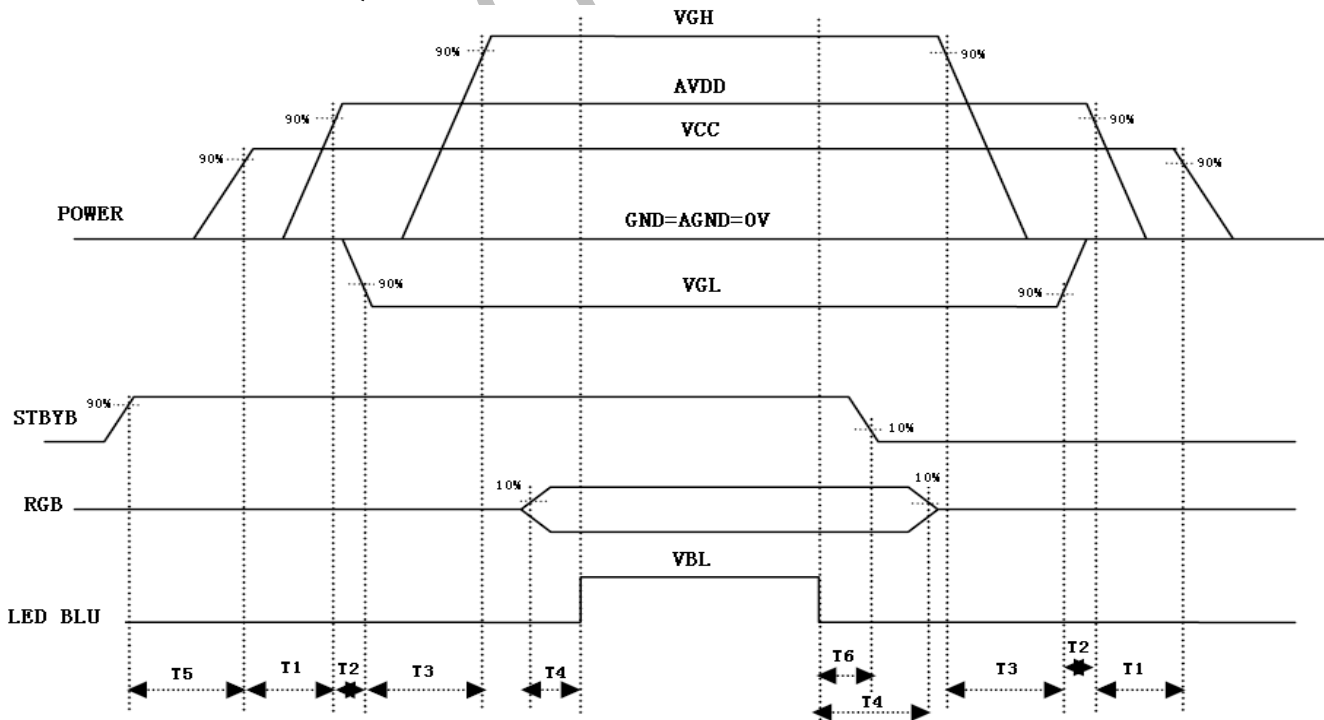 VGH
90%
90%
AVDD
90%
90%
VCC
90%
90%
POWER
GND=AGND=0V
90%
VGL
90%
STBYB
90%
10%
RGB
10%
10%
VBL
LED BLU
T5
T1
T2
T3
T4
T6
T4
T3
T2
T1